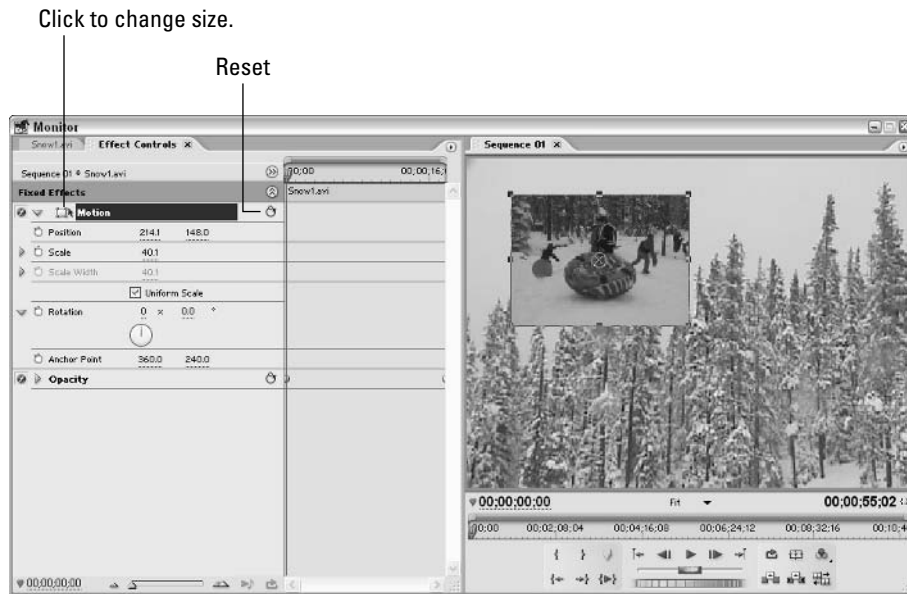 Click to change size.
Reset
Monitor
Snow1.avi Effect Controls Sequence 01
Sequence 01 * Snow1.avi 00;00 00;00;16;
Fixed Effects Snow1.avi
Motion
Position 214.1 148.0
Scale 40.1
Scale Width 40.1
Uniform Scale
Rotation 0 x 0.0 °
Anchor Point 360.0 240.0
Opacity
00;00;00;00 Fit 00;00;55;02
00;00 00;02;08;04 00;04;16;08 00;06;24;12 00;08;32;16 00;10;4
00;00;00;00